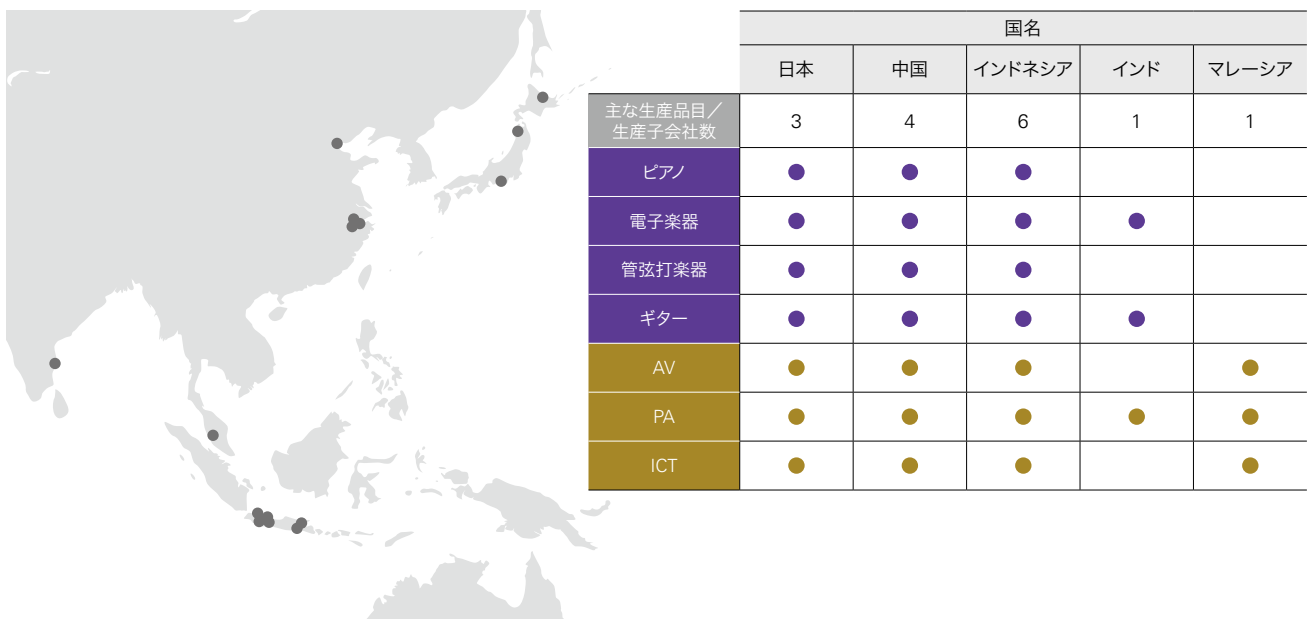 国名
日本 中国 インドネシア インド マレーシア
主な生産品目／
生産子会社数
3 4 6 1 1
ピアノ
電子楽器
管弦打楽器
ギター
AV
PA
ICT